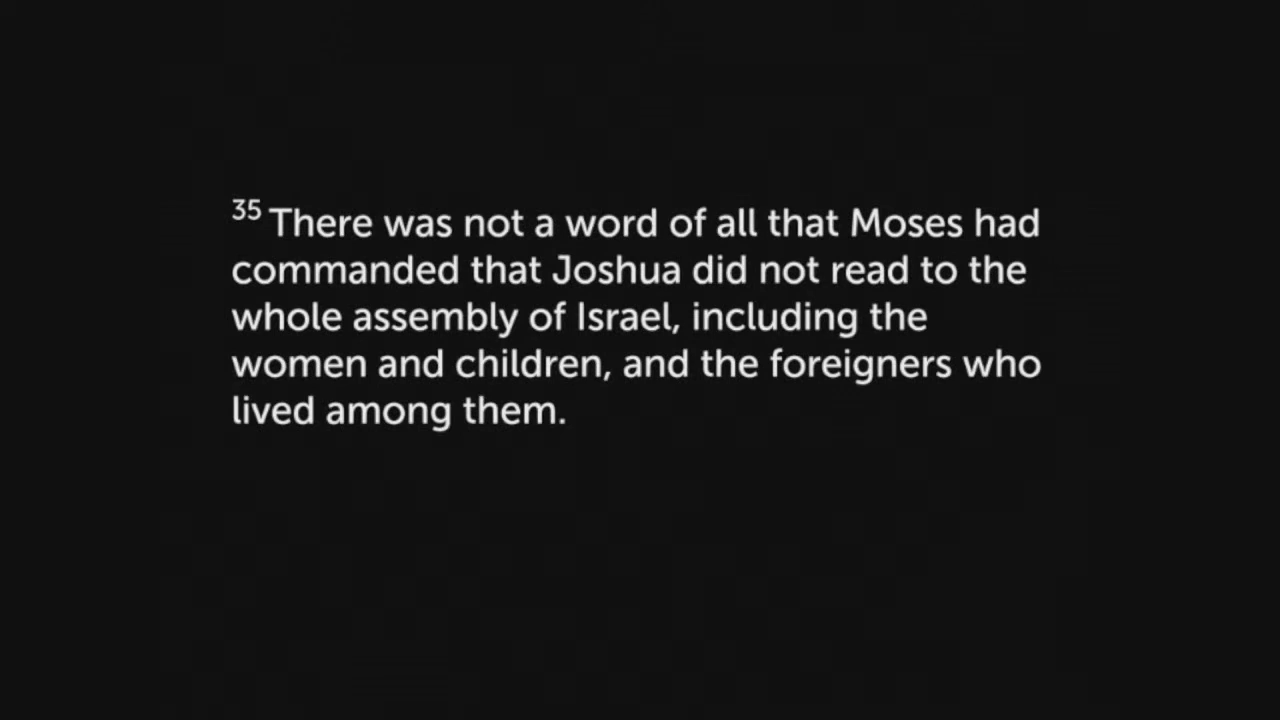 35 There was not a word of all that Moses had
commanded that Joshua did not read to the
whole assembly of Israel, including the
women and children, and the foreigners who
lived among them.